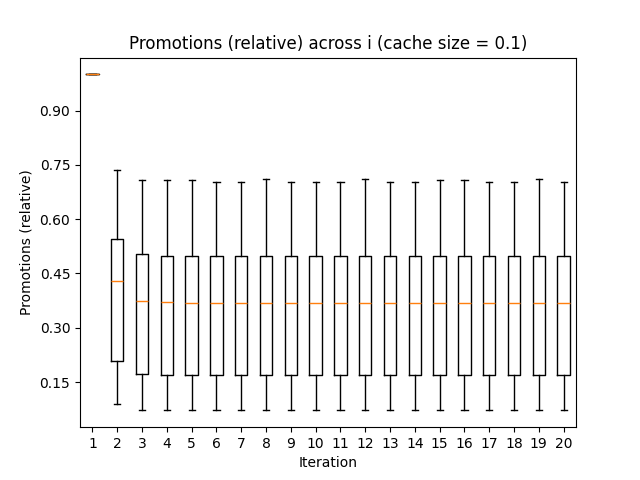 Promotions (relative) across i (cache size = 0.1)
Promotions (relative)
0.90
0.75
0.60
0.45
0.30
0.15
1 2 3 4 5 6 7 8 9 10 11 12 13 14 15 16 17 18 19 20
Iteration